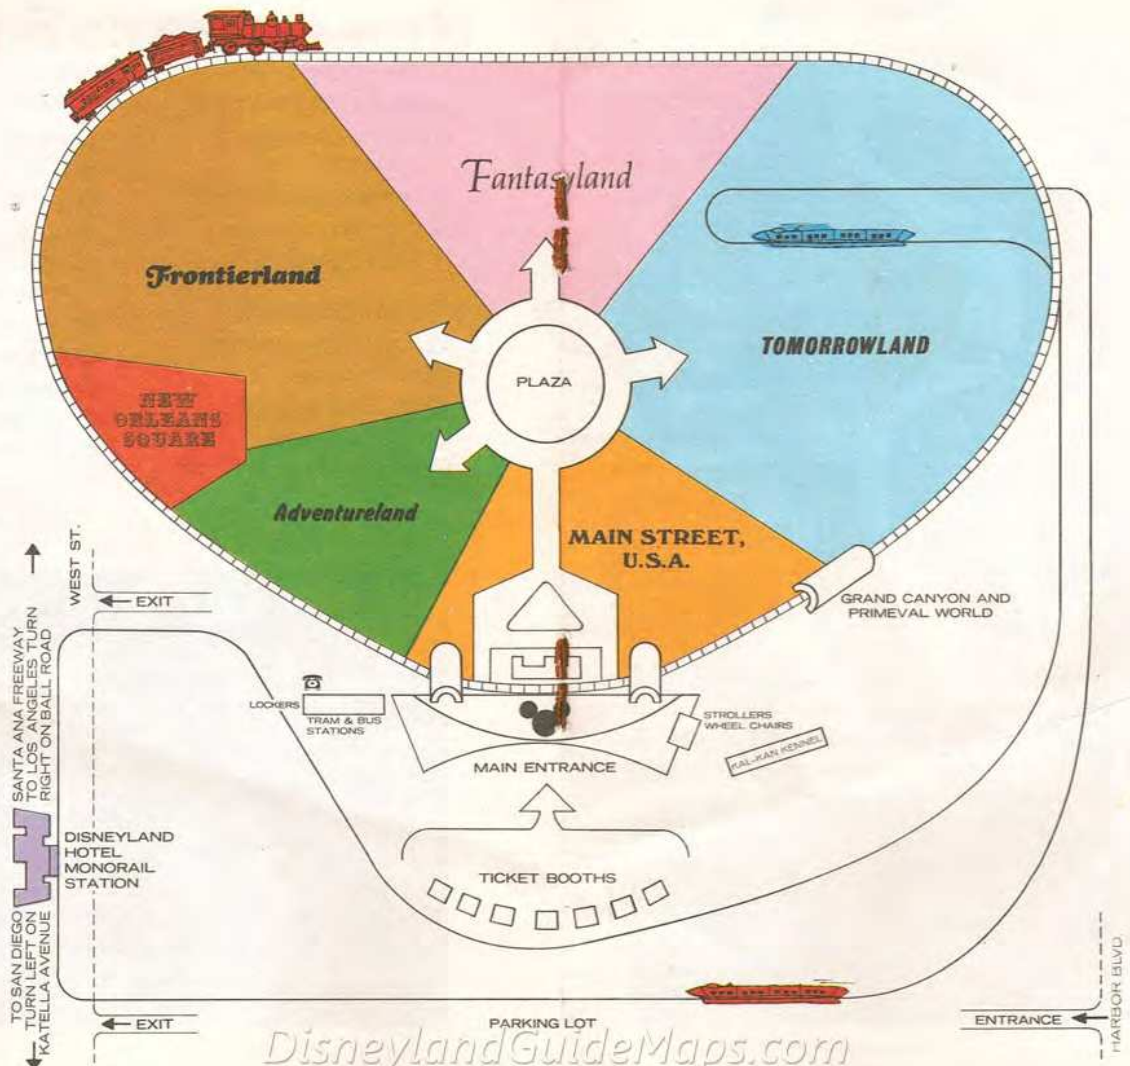 Fantasyland
Frontierland
TOMORROWLAND
PLAZA
NEW
ORLEANS
SQUARE
Adventureland
MAIN STREET,
U.S.A.
GRAND CANYON AND
PRIMEVAL WORLD
WEST ST.
EXIT
SANTA ANA FREEWAY
TO LOS ANGELES TURN
RIGHT ON BALL ROAD
LOCKERS
TRAM & BUS
STATIONS
STROLLERS
WHEEL CHAIRS
KAL-KAN KENNEL
MAIN ENTRANCE
DISNEYLAND
HOTEL
MONORAIL
STATION
TICKET BOOTHS
TO SAN DIEGO
TURN LEFT ON
KATELLA AVENUE
EXIT
PARKING LOT
ENTRANCE
HARBOR BLVD.
DisneylandGuideMaps.com